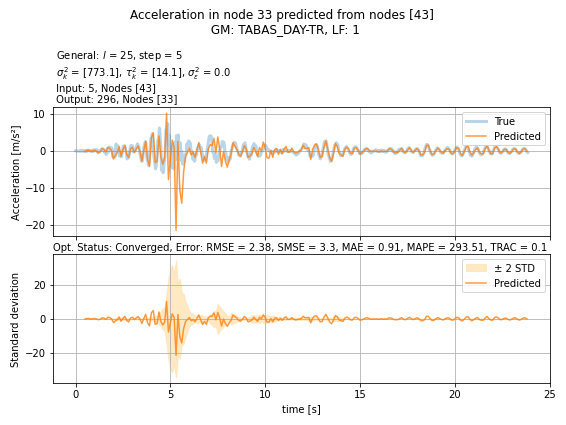 Acceleration in node 33 predicted from nodes [43]
GM: TABAS_DAY-TR, LF: 1
General: l = 25, step = 5
σ²ₖ = [773.1], τ²ₖ = [14.1], σ²ε = 0.0
Input: 5, Nodes [43]
Output: 296, Nodes [33]
Acceleration [m/s²]
10
0
−10
−20
True
Predicted
Opt. Status: Converged, Error: RMSE = 2.38, SMSE = 3.3, MAE = 0.91, MAPE = 293.51, TRAC = 0.1
Standard deviation
20
0
−20
± 2 STD
Predicted
0 5 10 15 20 25
time [s]